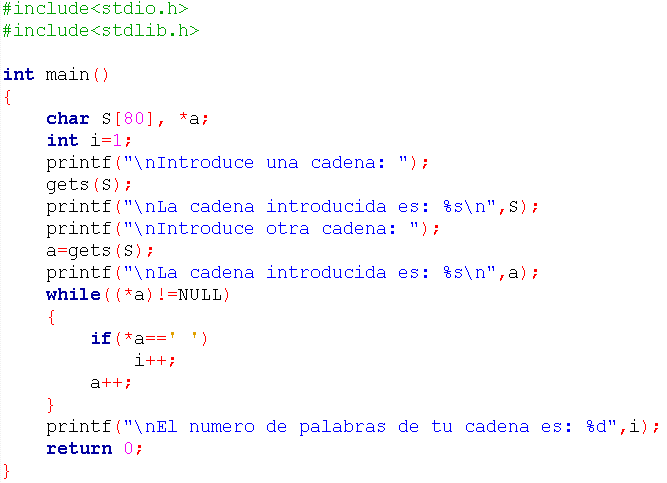 #include<stdio.h>
#include<stdlib.h>

int main()
{
    char S[80], *a;
    int i=1;
    printf("\nIntroduce una cadena: ");
    gets(S);
    printf("\nLa cadena introducida es: %s\n",S);
    printf("\nIntroduce otra cadena: ");
    a=gets(S);
    printf("\nLa cadena introducida es: %s\n",a);
    while((*a)!=NULL)
    {
        if(*a==' ')
            i++;
        a++;
    }
    printf("\nEl numero de palabras de tu cadena es: %d",i);
    return 0;
}